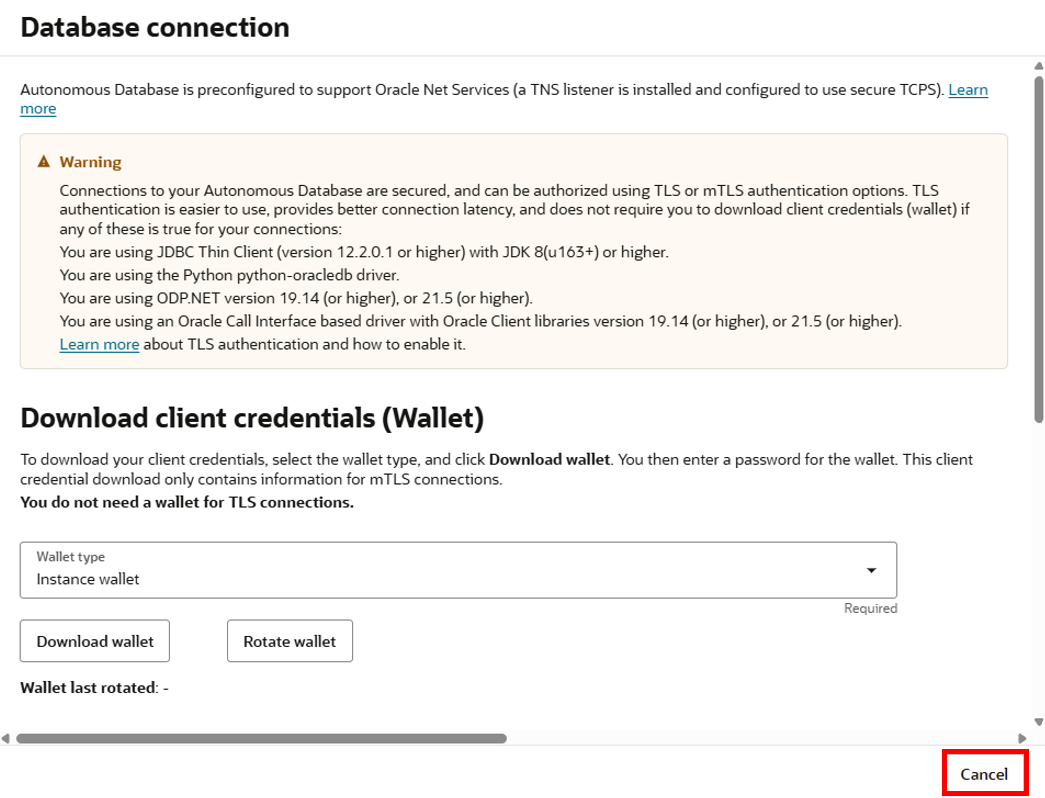 Database connection
Autonomous Database is preconfigured to support Oracle Net Services (a TNS listener is installed and configured to use secure TCPS). Learn
more
Warning
Connections to your Autonomous Database are secured, and can be authorized using TLS or mTLS authentication options. TLS
authentication is easier to use, provides better connection latency, and does not require you to download client credentials (wallet) if
any of these is true for your connections:
You are using JDBC Thin Client (version 12.2.0.1 or higher) with JDK 8(u163+) or higher.
You are using the Python python-oracledb driver.
You are using ODP.NET version 19.14 (or higher), or 21.5 (or higher).
You are using an Oracle Call Interface based driver with Oracle Client libraries version 19.14 (or higher), or 21.5 (or higher).
Learn more about TLS authentication and how to enable it.
Download client credentials (Wallet)
To download your client credentials, select the wallet type, and click Download wallet. You then enter a password for the wallet. This client
credential download only contains information for mTLS connections.
You do not need a wallet for TLS connections.
Wallet type
Instance wallet
Required
Download wallet
Rotate wallet
Wallet last rotated: -
Cancel